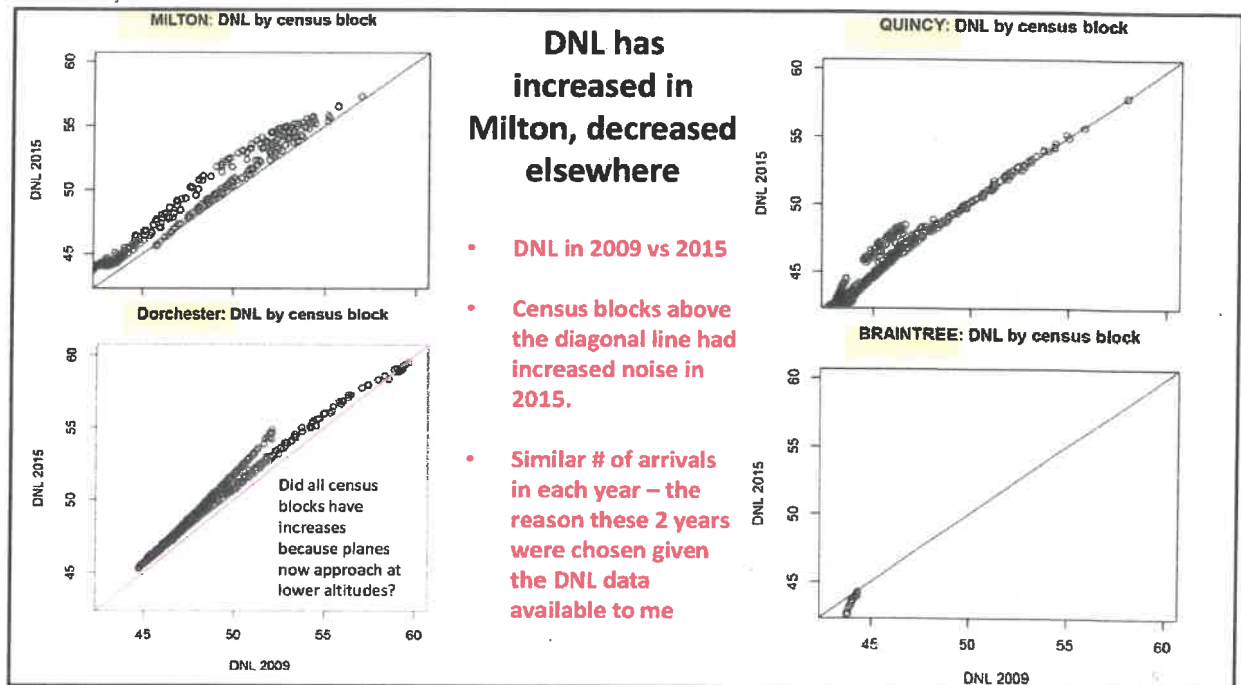 MILTON: DNL by census block
60
55
50
45
DNL 2015
45
50
55
60
Dorchester: DNL by census block
60
55
50
45
DNL 2015
Did all census
blocks have
increases
because planes
now approach at
lower altitudes?
45
50
55
60
DNL 2009
DNL has
increased in
Milton, decreased
elsewhere
• DNL in 2009 vs 2015
• Census blocks above
the diagonal line had
increased noise in
2015.
• Similar # of arrivals
in each year – the
reason these 2 years
were chosen given
the DNL data
available to me
QUINCY: DNL by census block
60
55
50
45
DNL 2015
BRAINTREE: DNL by census block
60
55
50
45
DNL 2015
45
50
55
60
DNL 2009